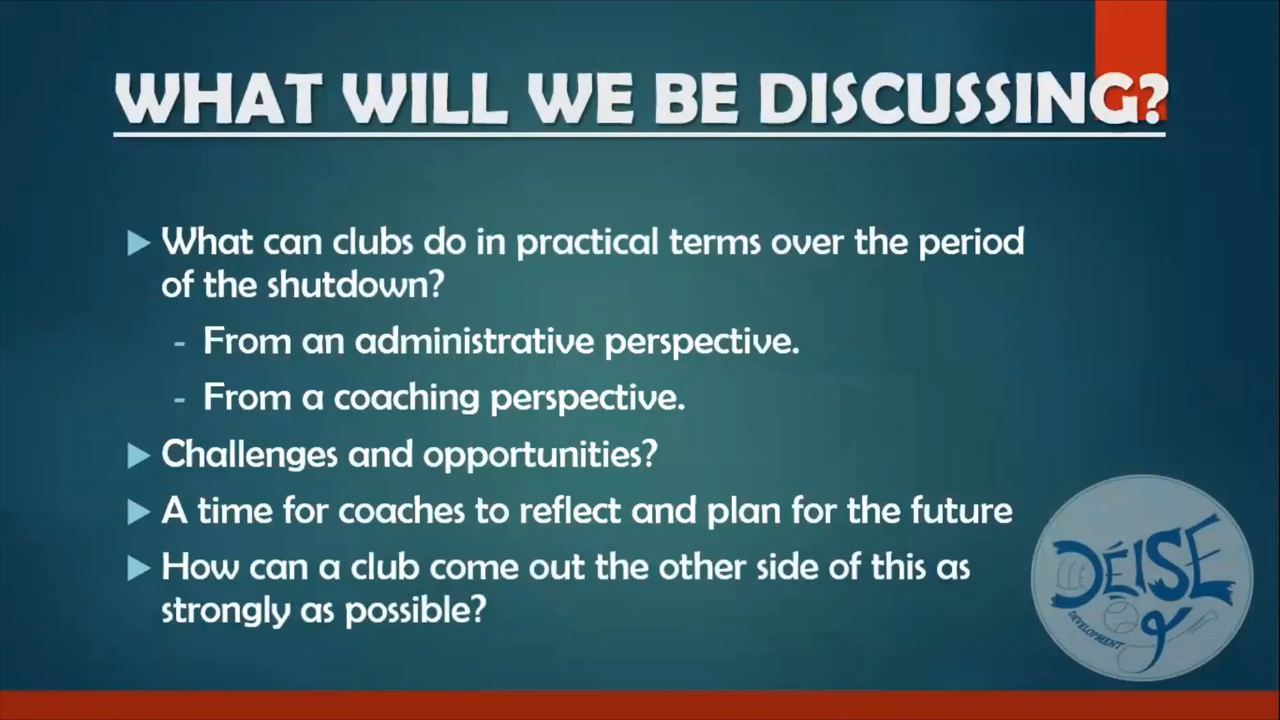 WHAT WILL WE BE DISCUSSING?
What can clubs do in practical terms over the period
of the shutdown?
- From an administrative perspective.
- From a coaching perspective.
Challenges and opportunities?
A time for coaches to reflect and plan for the future
How can a club come out the other side of this as
strongly as possible?
DÉISE
DEVELOPMENT